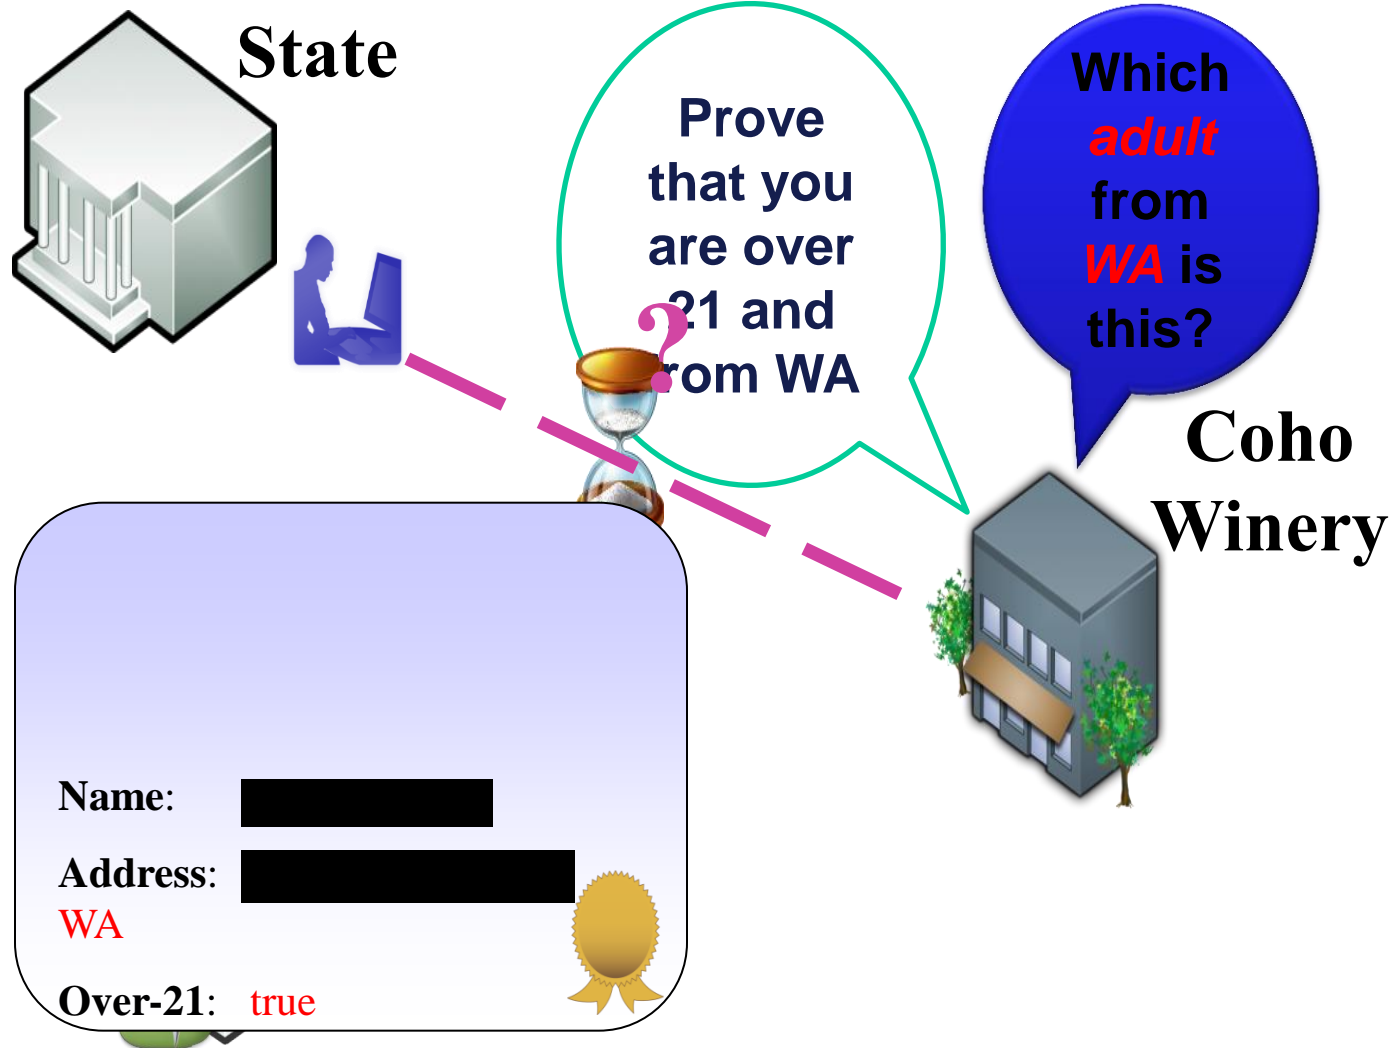 State
Prove
that you
are over
21 and
from WA
?
Which
adult
from
WA is
this?
Coho
Winery
Name:
Address:
WA
Over-21: true